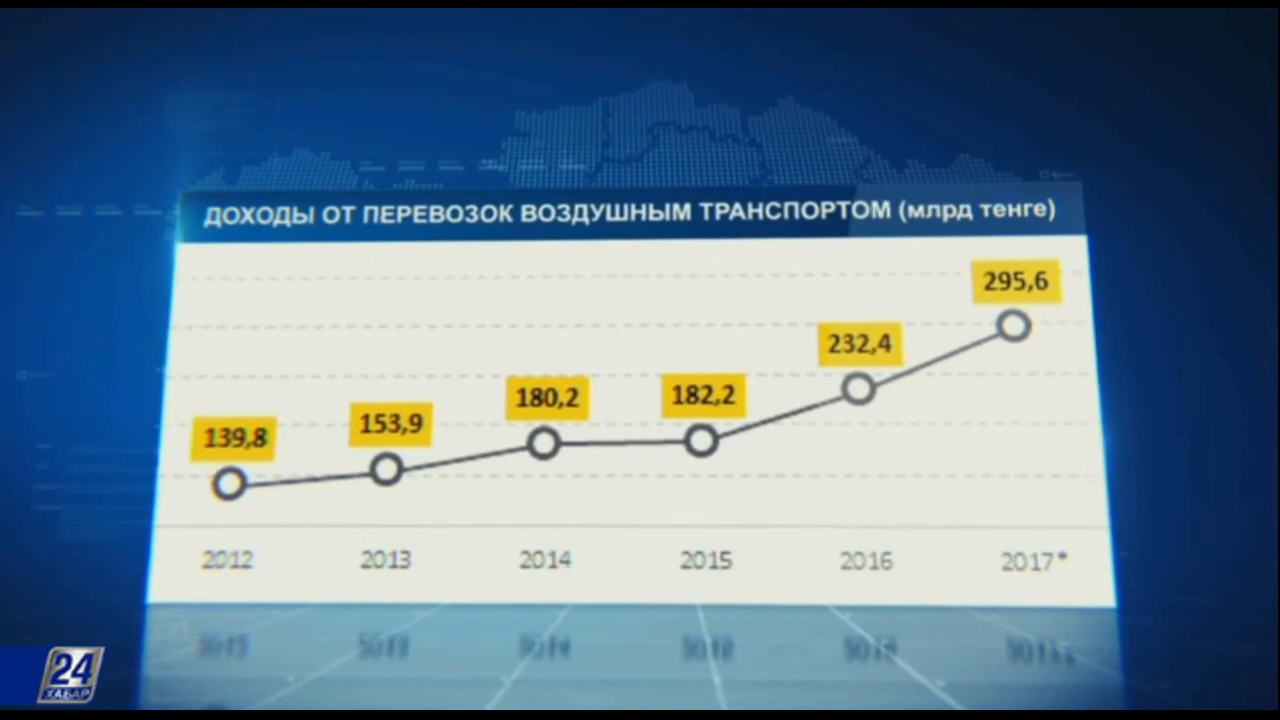 ДОХОДЫ ОТ ПЕРЕВОЗОК ВОЗДУШНЫМ ТРАНСПОРТОМ (млрд тенге)
295,6
232,4
180,2
182,2
153,9
139,8
2012 2013 2014 2015 2016 2017*
24
ХАБАР